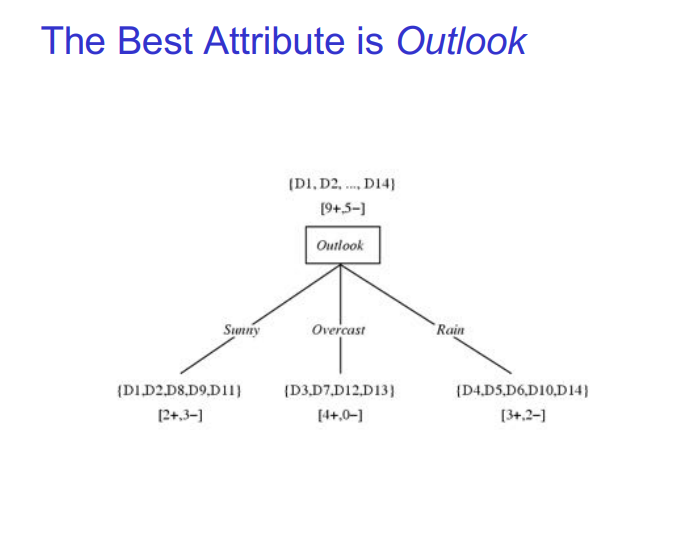 The Best Attribute is Outlook
{D1, D2, ..., D14}
[9+,5−]
Outlook
Sunny Overcast Rain
{D1,D2,D8,D9,D11} {D3,D7,D12,D13} {D4,D5,D6,D10,D14}
[2+,3−] [4+,0−] [3+,2−]